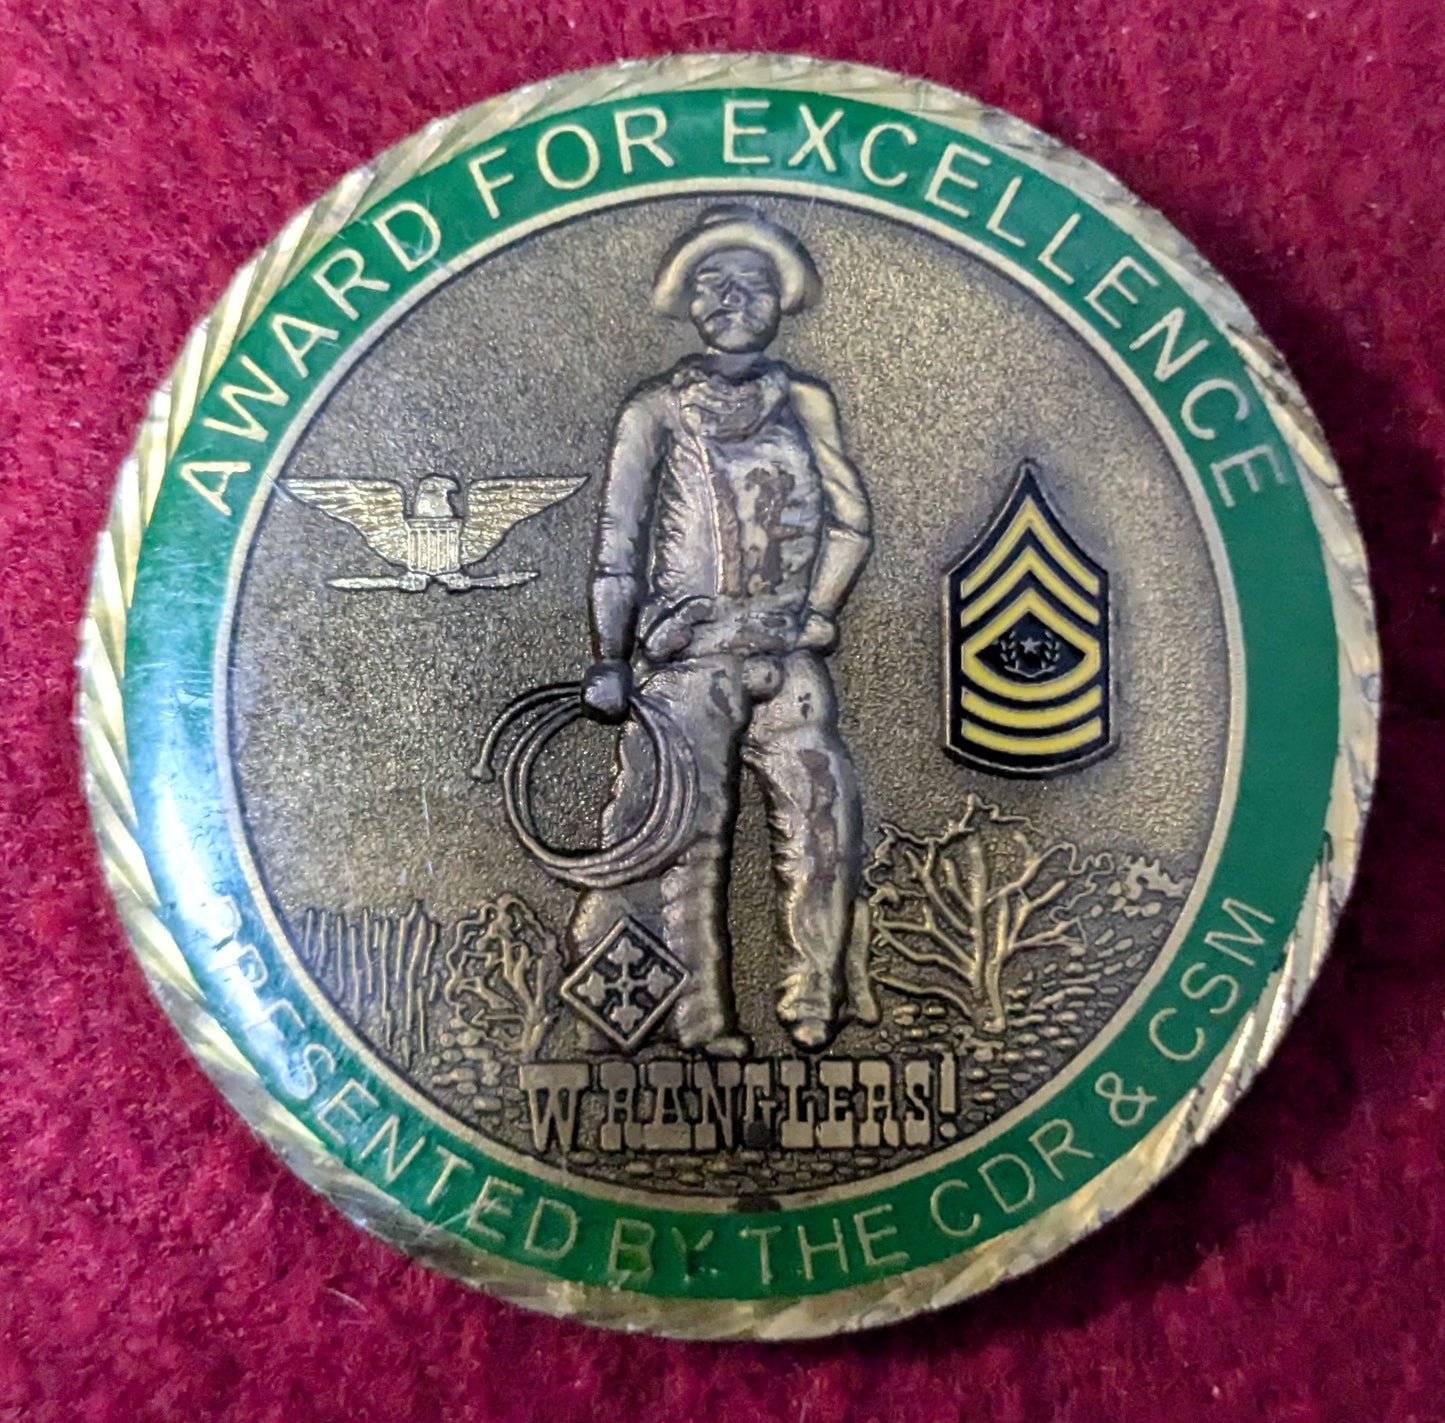 AWARD FOR EXCELLENCE
WRANGLERS!
PRESENTED BY THE CDR & CSM